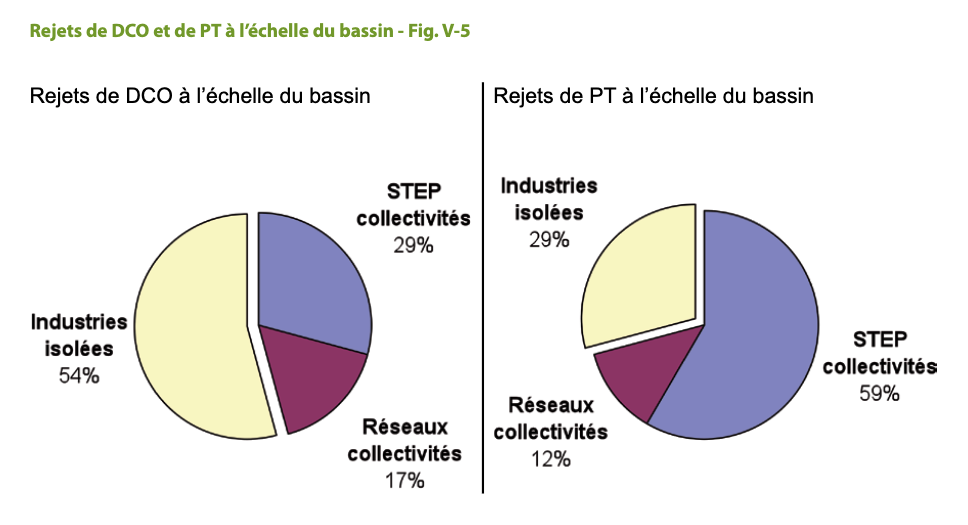 Rejets de DCO et de PT à l’échelle du bassin - Fig. V-5
Rejets de DCO à l’échelle du bassin
STEP
collectivités
29%
Industries
isolées
54%
Réseaux
collectivités
17%
Rejets de PT à l’échelle du bassin
Industries
isolées
29%
STEP
collectivités
59%
Réseaux
collectivités
12%